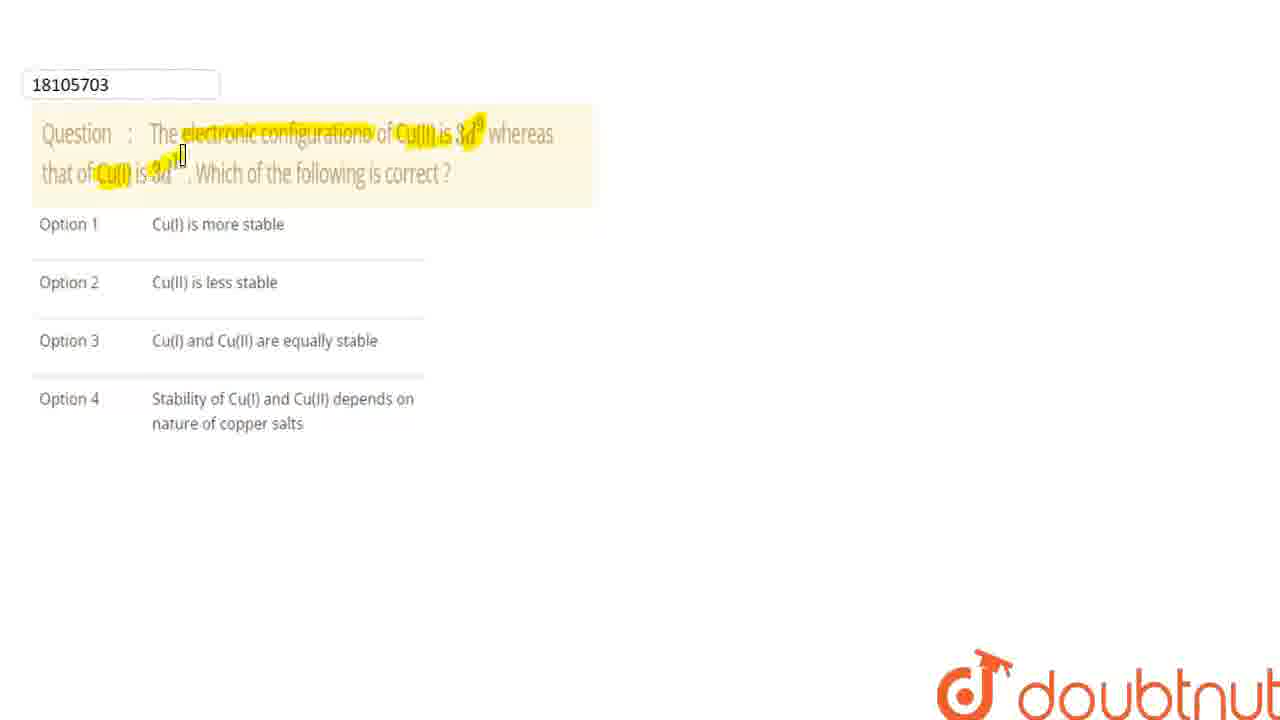 18105703
Question : The electronic configurationo of Cu(II) is 3d⁹ whereas
that of Cu(I) is 3d¹ . Which of the following is correct ?
Option 1 Cu(I) is more stable
Option 2 Cu(II) is less stable
Option 3 Cu(I) and Cu(II) are equally stable
Option 4 Stability of Cu(I) and Cu(II) depends on
nature of copper salts
doubtnut